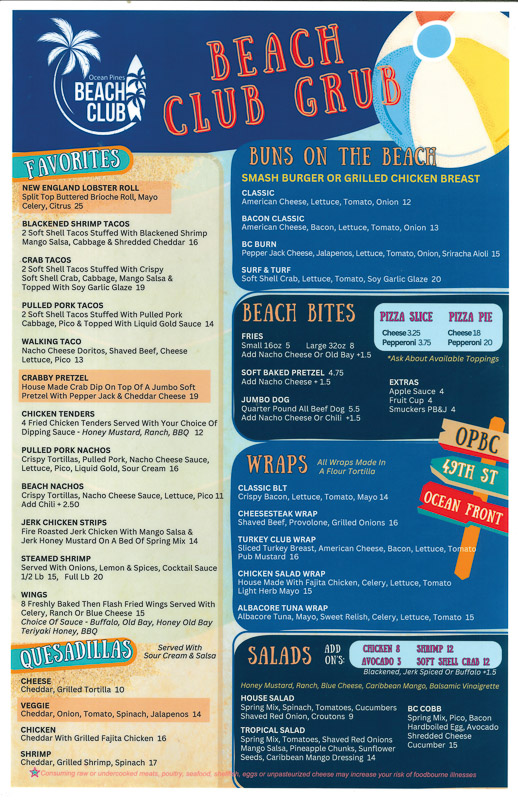 Ocean Pines
BEACH
CLUB
BEACH
CLUB GRUB
FAVORITES
NEW ENGLAND LOBSTER ROLL
Split Top Buttered Brioche Roll, Mayo
Celery, Citrus 25
BLACKENED SHRIMP TACOS
2 Soft Shell Tacos Stuffed With Blackened Shrimp
Mango Salsa, Cabbage & Shredded Cheddar 16
CRAB TACOS
2 Soft Shell Tacos Stuffed With Crispy
Soft Shell Crab, Cabbage, Mango Salsa &
Topped With Soy Garlic Glaze 19
PULLED PORK TACOS
2 Soft Shell Tacos Stuffed With Pulled Pork
Cabbage, Pico & Topped With Liquid Gold Sauce 14
WALKING TACO
Nacho Cheese Doritos, Shaved Beef, Cheese
Lettuce, Pico 13
CRABBY PRETZEL
House Made Crab Dip On Top Of A Jumbo Soft
Pretzel With Pepper Jack & Cheddar Cheese 19
CHICKEN TENDERS
4 Fried Chicken Tenders Served With Your Choice Of
Dipping Sauce - Honey Mustard, Ranch, BBQ 12
PULLED PORK NACHOS
Crispy Tortillas, Pulled Pork, Nacho Cheese Sauce,
Lettuce, Pico, Liquid Gold, Sour Cream 16
BEACH NACHOS
Crispy Tortillas, Nacho Cheese Sauce, Lettuce, Pico 11
Add Chili + 2.50
JERK CHICKEN STRIPS
Fire Roasted Jerk Chicken With Mango Salsa &
Jerk Honey Mustard On A Bed Of Spring Mix 14
STEAMED SHRIMP
Served With Onions, Lemon & Spices, Cocktail Sauce
1/2 Lb 15, Full Lb 20
WINGS
8 Freshly Baked Then Flash Fried Wings Served With
Celery, Ranch Or Blue Cheese 15
Choice Of Sauce - Buffalo, Old Bay, Honey Old Bay
Teriyaki Honey, BBQ
QUESADILLAS
Served With
Sour Cream & Salsa
CHEESE
Cheddar, Grilled Tortilla 10
VEGGIE
Cheddar, Onion, Tomato, Spinach, Jalapenos 14
CHICKEN
Cheddar With Grilled Fajita Chicken 16
SHRIMP
Cheddar, Grilled Shrimp, Spinach 17
BUNS ON THE BEACH
SMASH BURGER OR GRILLED CHICKEN BREAST
CLASSIC
American Cheese, Lettuce, Tomato, Onion 12
BACON CLASSIC
American Cheese, Bacon, Lettuce, Tomato, Onion 13
BC BURN
Pepper Jack Cheese, Jalapenos, Lettuce, Tomato, Onion, Sriracha Aioli 15
SURF & TURF
Soft Shell Crab, Lettuce, Tomato, Soy Garlic Glaze 20
BEACH BITES
FRIES
Small 16oz 5 Large 32oz 8
Add Nacho Cheese Or Old Bay +1.5
SOFT BAKED PRETZEL 4.75
Add Nacho Cheese + 1.5
JUMBO DOG
Quarter Pound All Beef Dog 5.5
Add Nacho Cheese Or Chili +1.5
PIZZA SLICE
Cheese 3.25
Pepperoni 3.75
PIZZA PIE
Cheese 18
Pepperoni 20
*Ask About Available Toppings
EXTRAS
Apple Sauce 4
Fruit Cup 4
Smuckers PB&J 4
OPBC
49TH ST
OCEAN FRONT
WRAPS
All Wraps Made In
A Flour Tortilla
CLASSIC BLT
Crispy Bacon, Lettuce, Tomato, Mayo 14
CHEESESTEAK WRAP
Shaved Beef, Provolone, Grilled Onions 16
TURKEY CLUB WRAP
Sliced Turkey Breast, American Cheese, Bacon, Lettuce, Tomato
Pub Mustard 16
CHICKEN SALAD WRAP
House Made With Fajita Chicken, Celery, Lettuce, Tomato
Light Herb Mayo 15
ALBACORE TUNA WRAP
Albacore Tuna, Mayo, Sweet Relish, Celery, Lettuce, Tomato 15
SALADS
ADD
ON'S:
CHICKEN 8 SHRIMP 12
AVOCADO 3 SOFT SHELL CRAB 12
Blackened, Jerk Spiced Or Buffalo +1.5
Honey Mustard, Ranch, Blue Cheese, Caribbean Mango, Balsamic Vinaigrette
HOUSE SALAD
Spring Mix, Spinach, Tomatoes, Cucumbers
Shaved Red Onion, Croutons 9
TROPICAL SALAD
Spring Mix, Tomatoes, Shaved Red Onions
Mango Salsa, Pineapple Chunks, Sunflower
Seeds, Caribbean Mango Dressing 14
BC COBB
Spring Mix, Pico, Bacon
Hardboiled Egg, Avocado
Shredded Cheese
Cucumber 15
Consuming raw or undercooked meats, poultry, seafood, shellfish, eggs or unpasteurized cheese may increase your risk of foodbourne illnesses